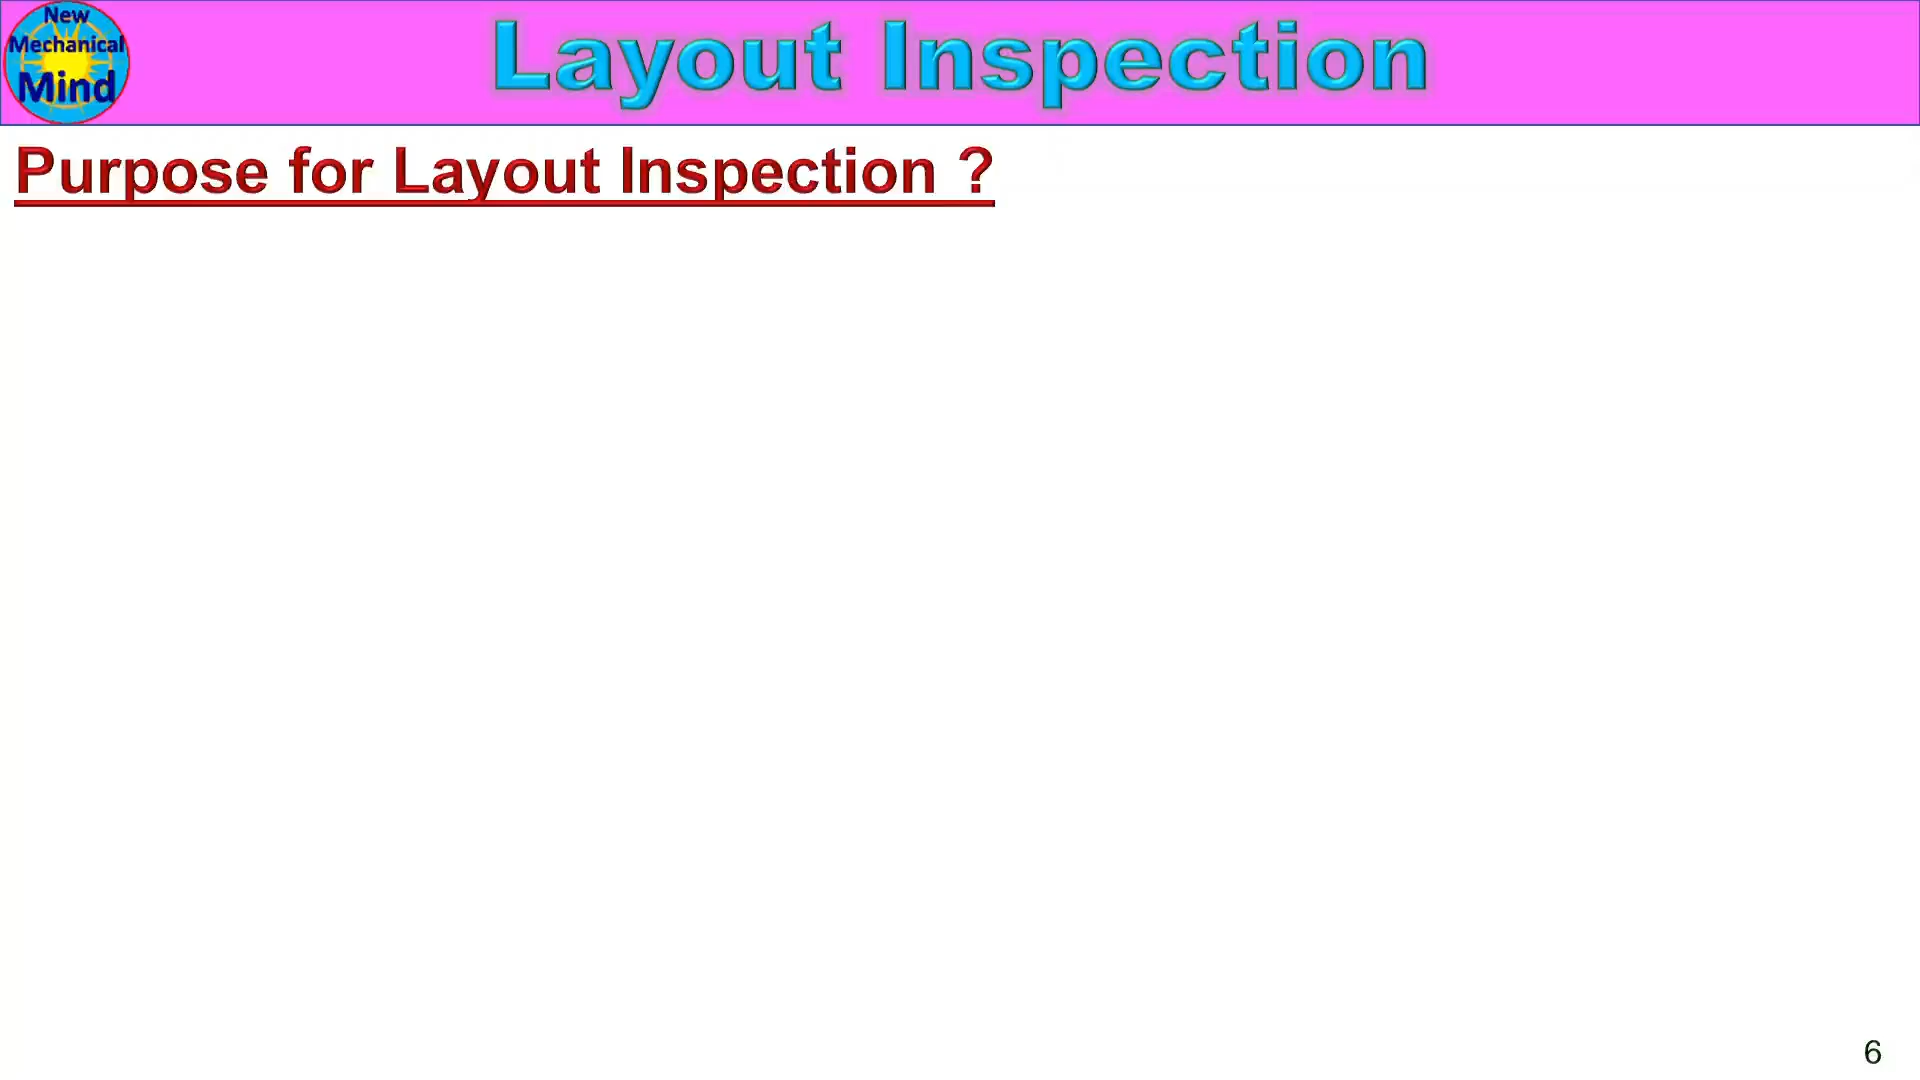 New
Mechanical
Mind
Layout Inspection
Purpose for Layout Inspection ?
6